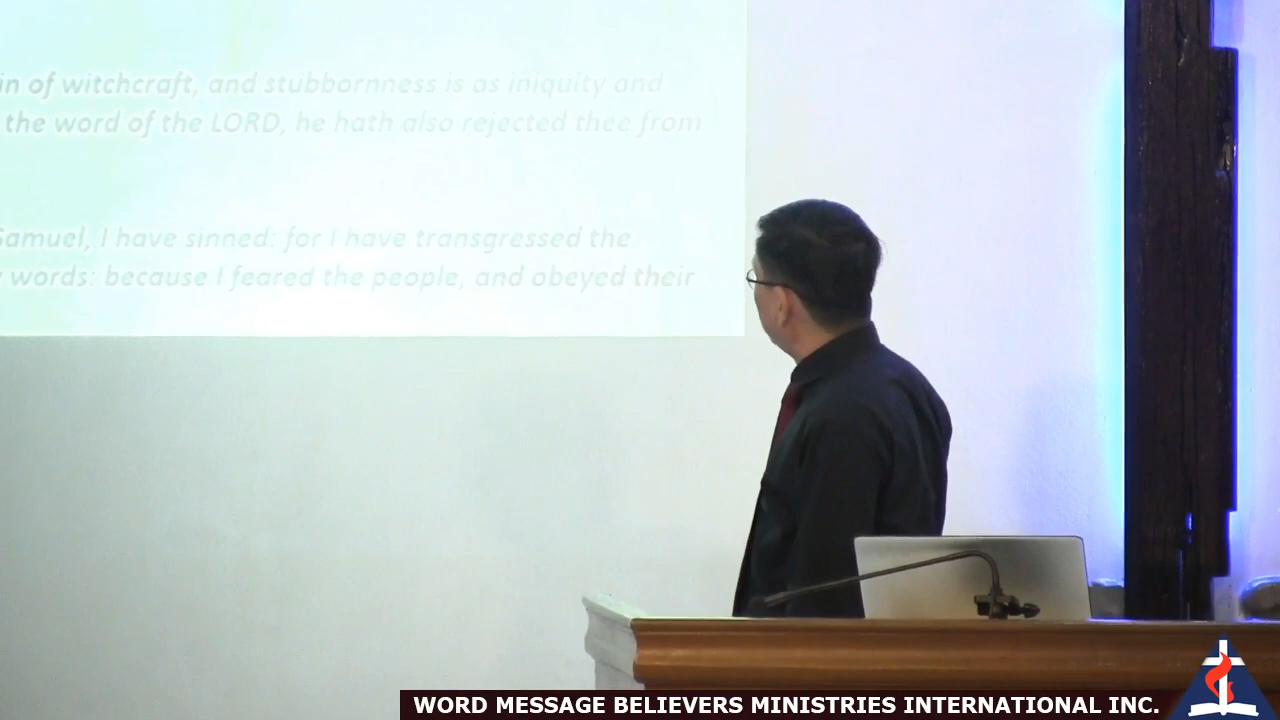 in of witchcraft, and stubbornness is as iniquity and
the word of the LORD, he hath also rejected thee from
Samuel, I have sinned: for I have transgressed the
words: because I feared the people, and obeyed their
WORD MESSAGE BELIEVERS MINISTRIES INTERNATIONAL INC.